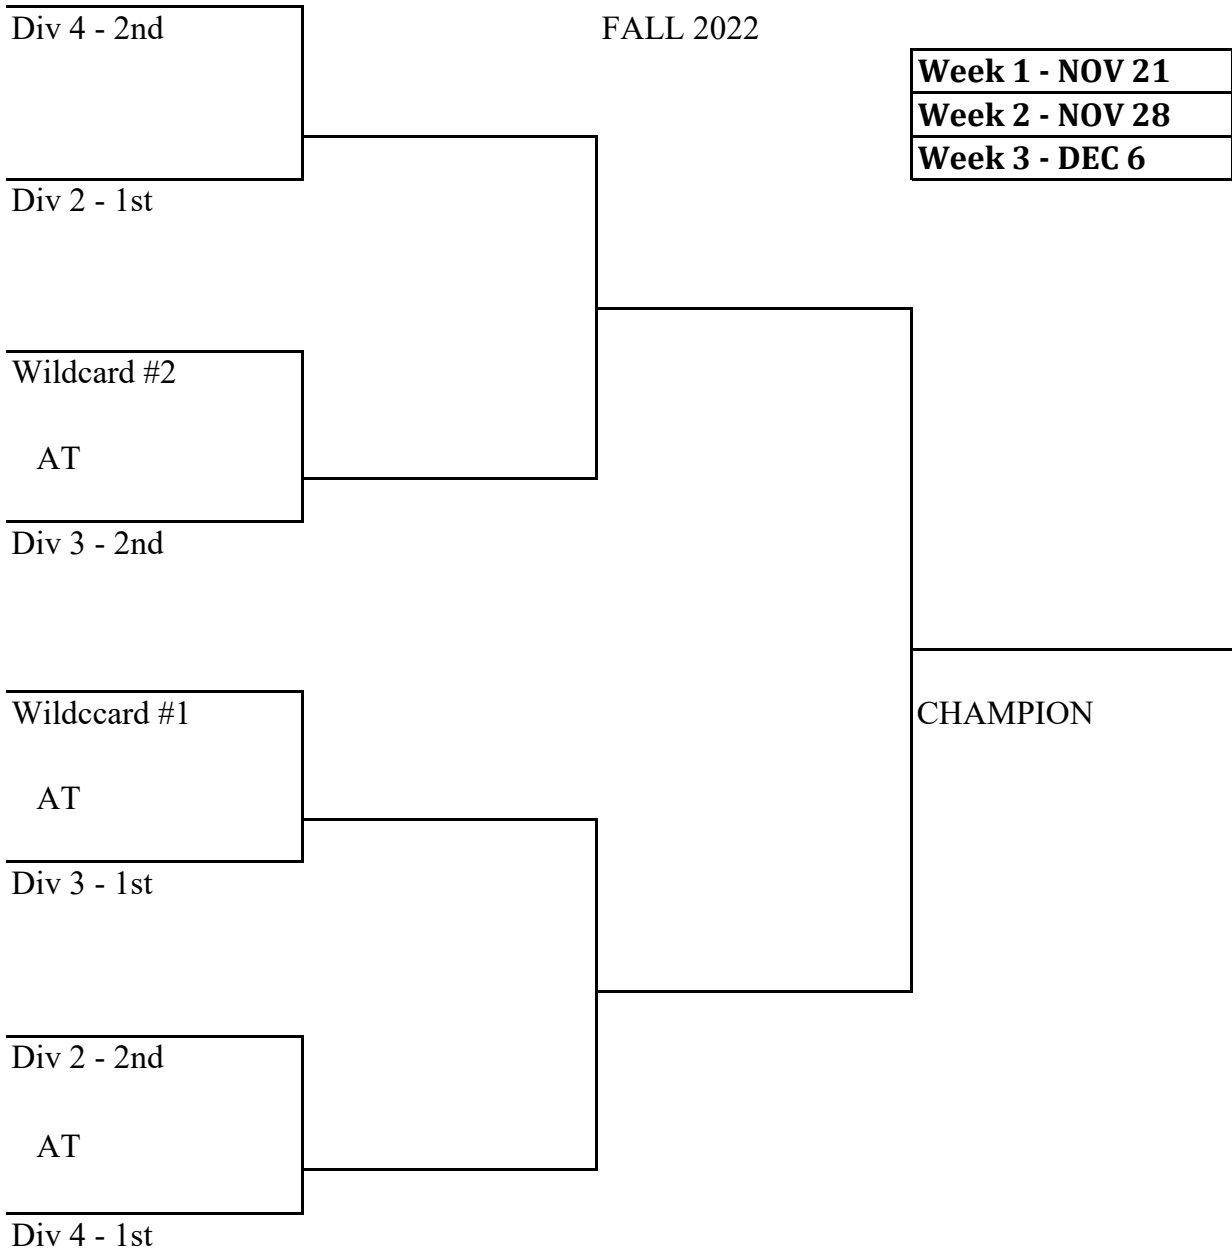 Div 4 - 2nd
FALL 2022
Week 1 - NOV 21
Week 2 - NOV 28
Week 3 - DEC 6
Div 2 - 1st
Wildcard #2
AT
Div 3 - 2nd
Wildccard #1
CHAMPION
AT
Div 3 - 1st
Div 2 - 2nd
AT
Div 4 - 1st